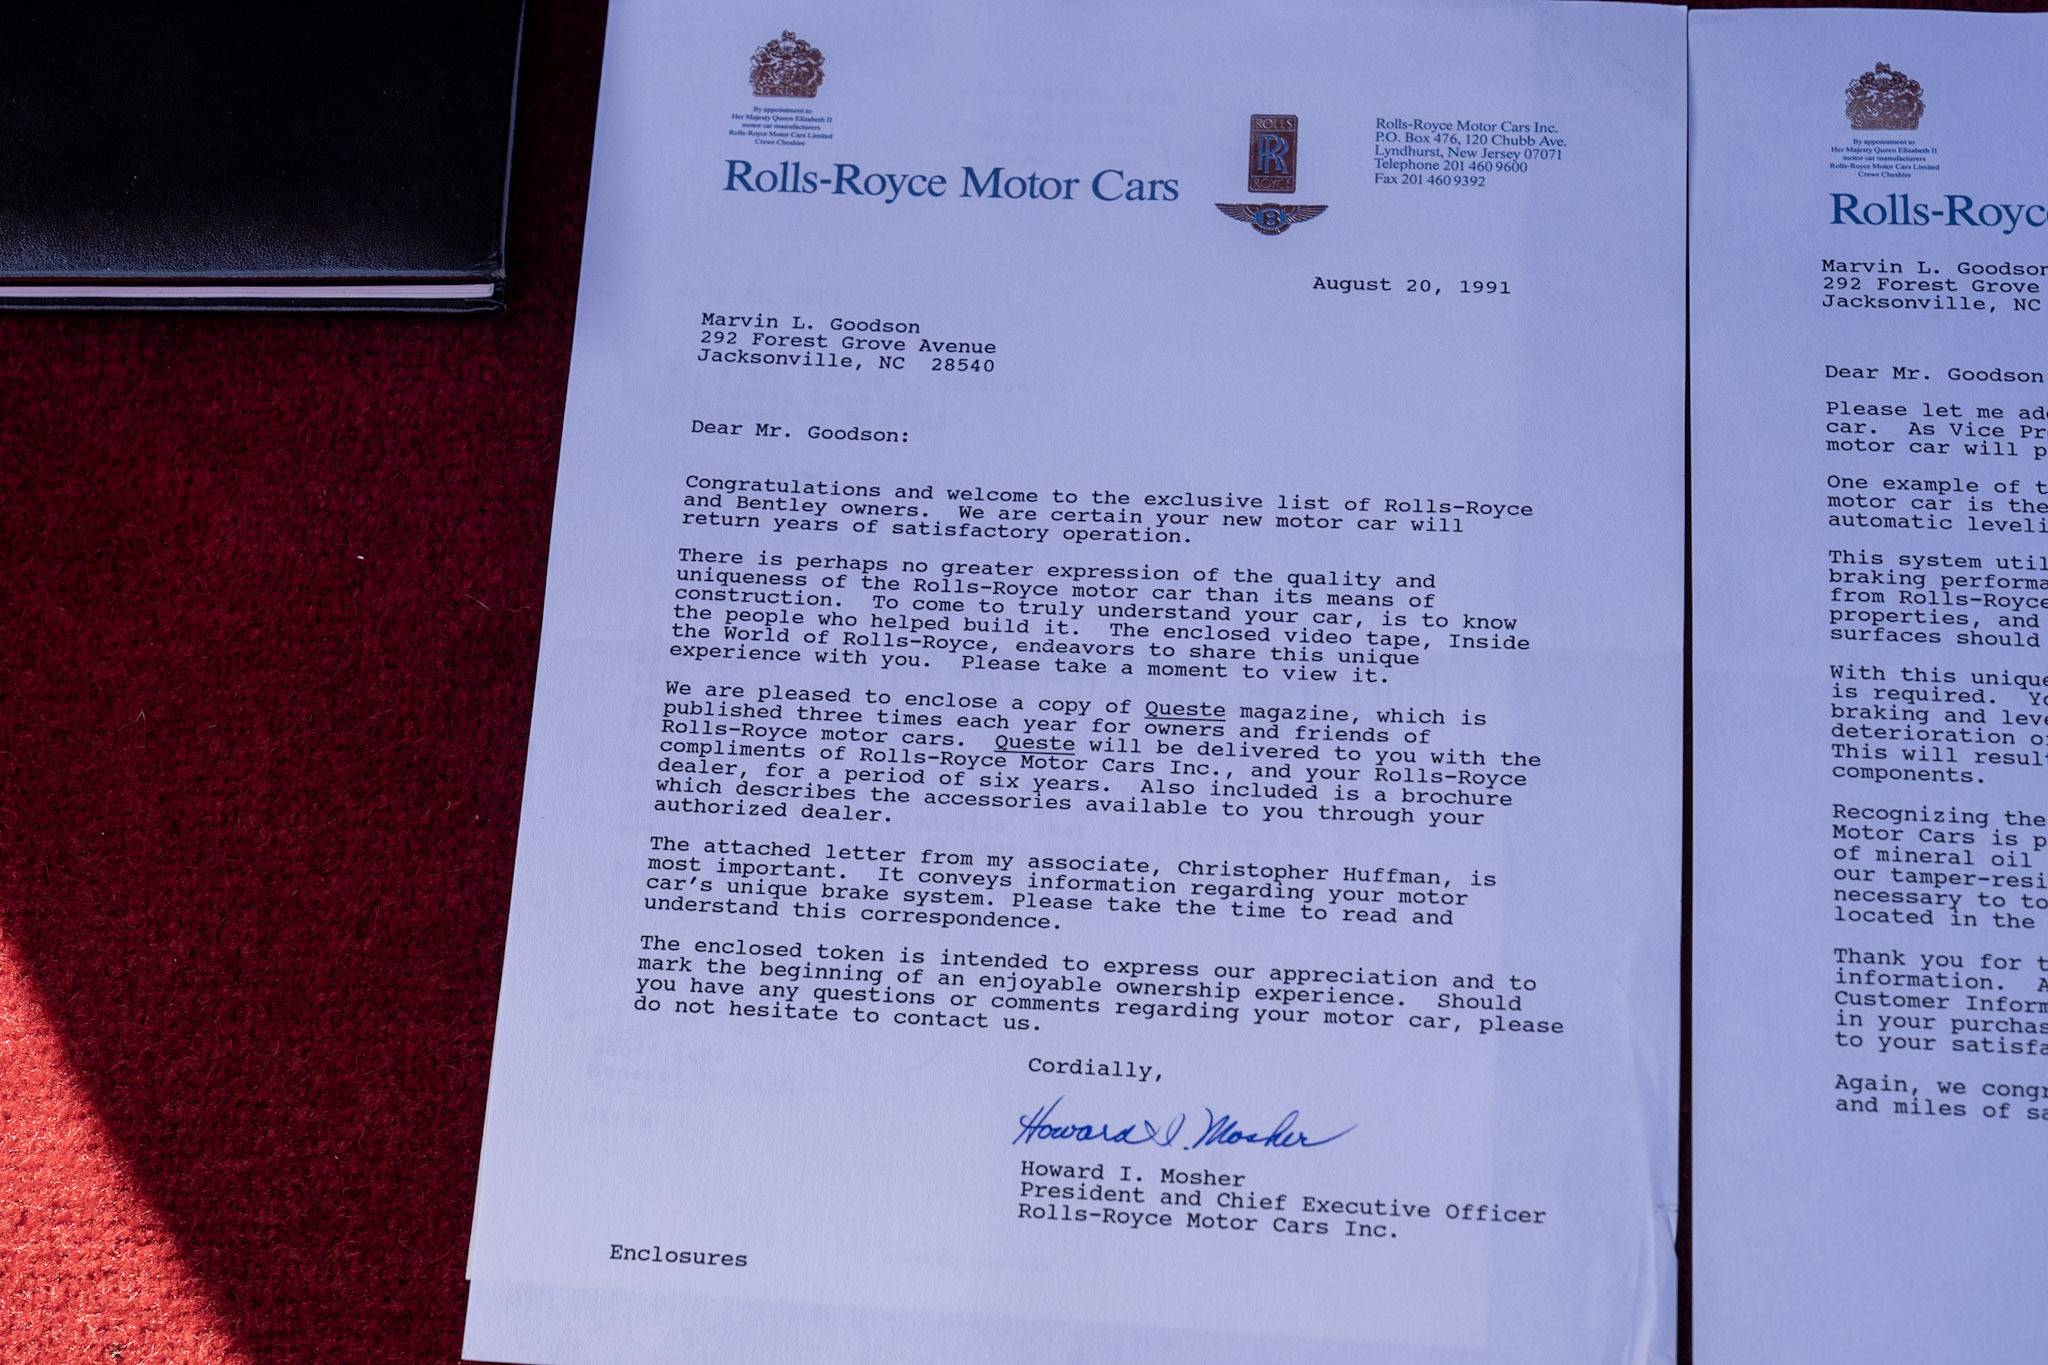 By appointment to
Her Majesty Queen Elizabeth II
motor car manufacturers
Rolls-Royce Motor Cars Limited
Crewe Cheshire
Rolls-Royce Motor Cars
ROLLS
RR
ROYCE
B
Rolls-Royce Motor Cars Inc.
P.O. Box 476, 120 Chubb Ave.
Lyndhurst, New Jersey 07071
Telephone 201 460 9600
Fax 201 460 9392
August 20, 1991
Marvin L. Goodson
292 Forest Grove Avenue
Jacksonville, NC 28540
Dear Mr. Goodson:
Congratulations and welcome to the exclusive list of Rolls-Royce
and Bentley owners. We are certain your new motor car will
return years of satisfactory operation.
There is perhaps no greater expression of the quality and
uniqueness of the Rolls-Royce motor car than its means of
construction. To come to truly understand your car, is to know
the people who helped build it. The enclosed video tape, Inside
the World of Rolls-Royce, endeavors to share this unique
experience with you. Please take a moment to view it.
We are pleased to enclose a copy of Queste magazine, which is
published three times each year for owners and friends of
Rolls-Royce motor cars. Queste will be delivered to you with the
compliments of Rolls-Royce Motor Cars Inc., and your Rolls-Royce
dealer, for a period of six years. Also included is a brochure
which describes the accessories available to you through your
authorized dealer.
The attached letter from my associate, Christopher Huffman, is
most important. It conveys information regarding your motor
car's unique brake system. Please take the time to read and
understand this correspondence.
The enclosed token is intended to express our appreciation and to
mark the beginning of an enjoyable ownership experience. Should
you have any questions or comments regarding your motor car, please
do not hesitate to contact us.
Cordially,
Howard I. Mosher
Howard I. Mosher
President and Chief Executive Officer
Rolls-Royce Motor Cars Inc.
Enclosures
By appointment to
Her Majesty Queen Elizabeth II
motor car manufacturers
Rolls-Royce Motor Cars Limited
Crewe Cheshire
Rolls-Royc
Marvin L. Goodson
292 Forest Grove
Jacksonville, NC
Dear Mr. Goodson
Please let me ad
car. As Vice Pr
motor car will p
One example of t
motor car is the
automatic leveli
This system util
braking performa
from Rolls-Royce
properties, and
surfaces should
With this unique
is required. Yo
braking and leve
deterioration o
This will result
components.
Recognizing the
Motor Cars is p
of mineral oil
our tamper-resi
necessary to to
located in the
Thank you for t
information. A
Customer Inform
in your purchas
to your satisfa
Again, we congr
and miles of sa